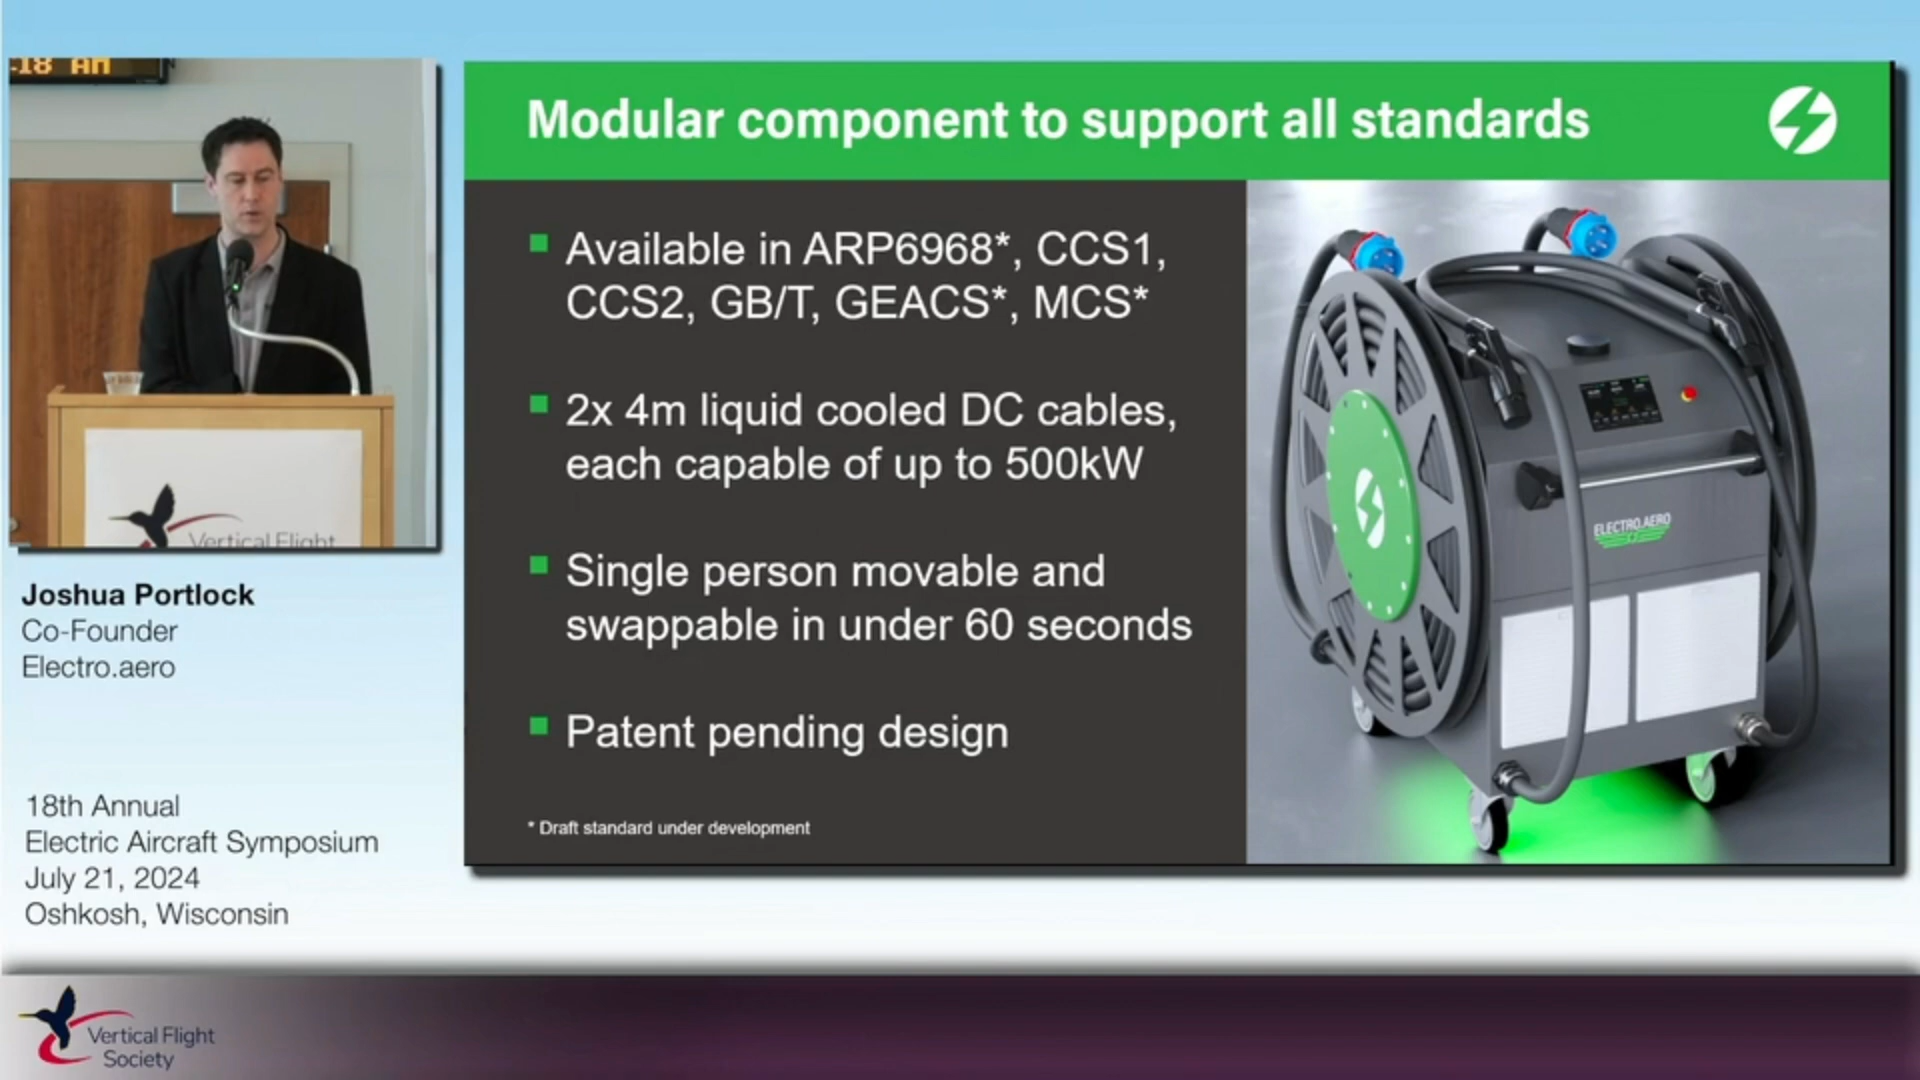 -18 AM
Modular component to support all standards
Available in ARP6968*, CCS1,
CCS2, GB/T, GEACS*, MCS*
2x 4m liquid cooled DC cables,
each capable of up to 500kW
Single person movable and
swappable in under 60 seconds
Patent pending design
* Draft standard under development
ELECTRO.AERO
Vertical Flight
Joshua Portlock
Co-Founder
Electro.aero
18th Annual
Electric Aircraft Symposium
July 21, 2024
Oshkosh, Wisconsin
Vertical Flight
Society